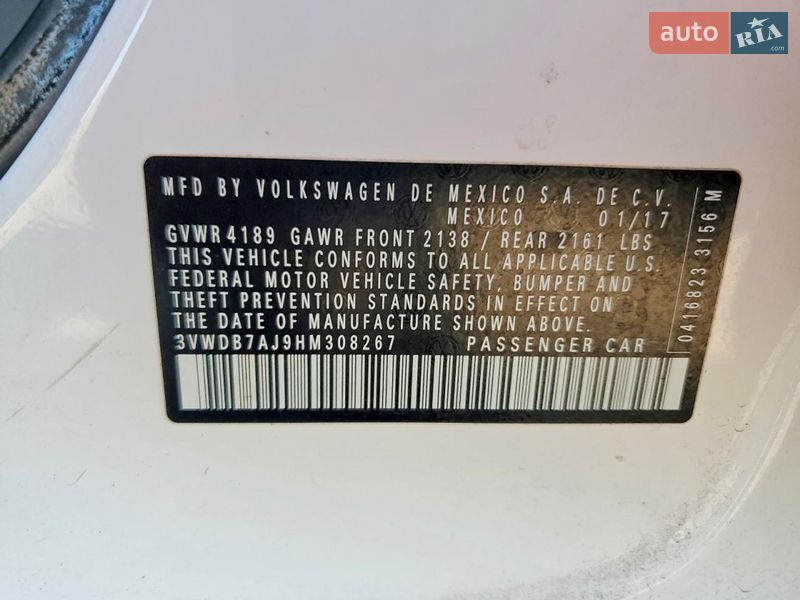 auto RIA
.com
MFD BY VOLKSWAGEN DE MEXICO S.A. DE C.V.
MEXICO 01/17
GVWR 4189 GAWR FRONT 2138 / REAR 2161 LBS
THIS VEHICLE CONFORMS TO ALL APPLICABLE U.S.
FEDERAL MOTOR VEHICLE SAFETY, BUMPER AND
THEFT PREVENTION STANDARDS IN EFFECT ON
THE DATE OF MANUFACTURE SHOWN ABOVE.
3VWDB7AJ9HM308267 PASSENGER CAR
0416823 3156 M